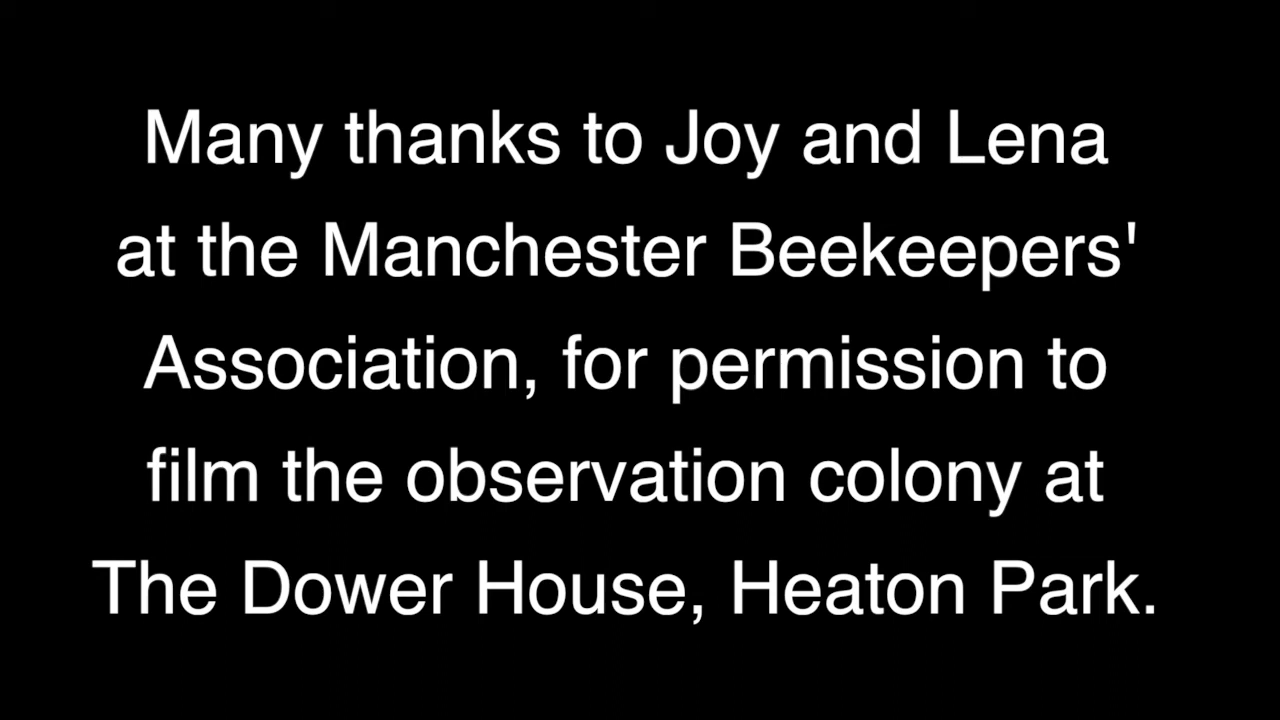 Many thanks to Joy and Lena
at the Manchester Beekeepers'
Association, for permission to
film the observation colony at
The Dower House, Heaton Park.